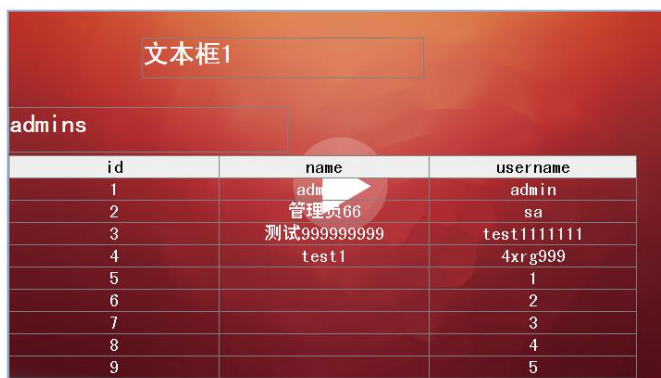 文本框1
admins
id name username
1 adm admin
2 管理员66 sa
3 测试999999999 test1111111
4 test1 4xrg999
5 1
6 2
7 3
8 4
9 5